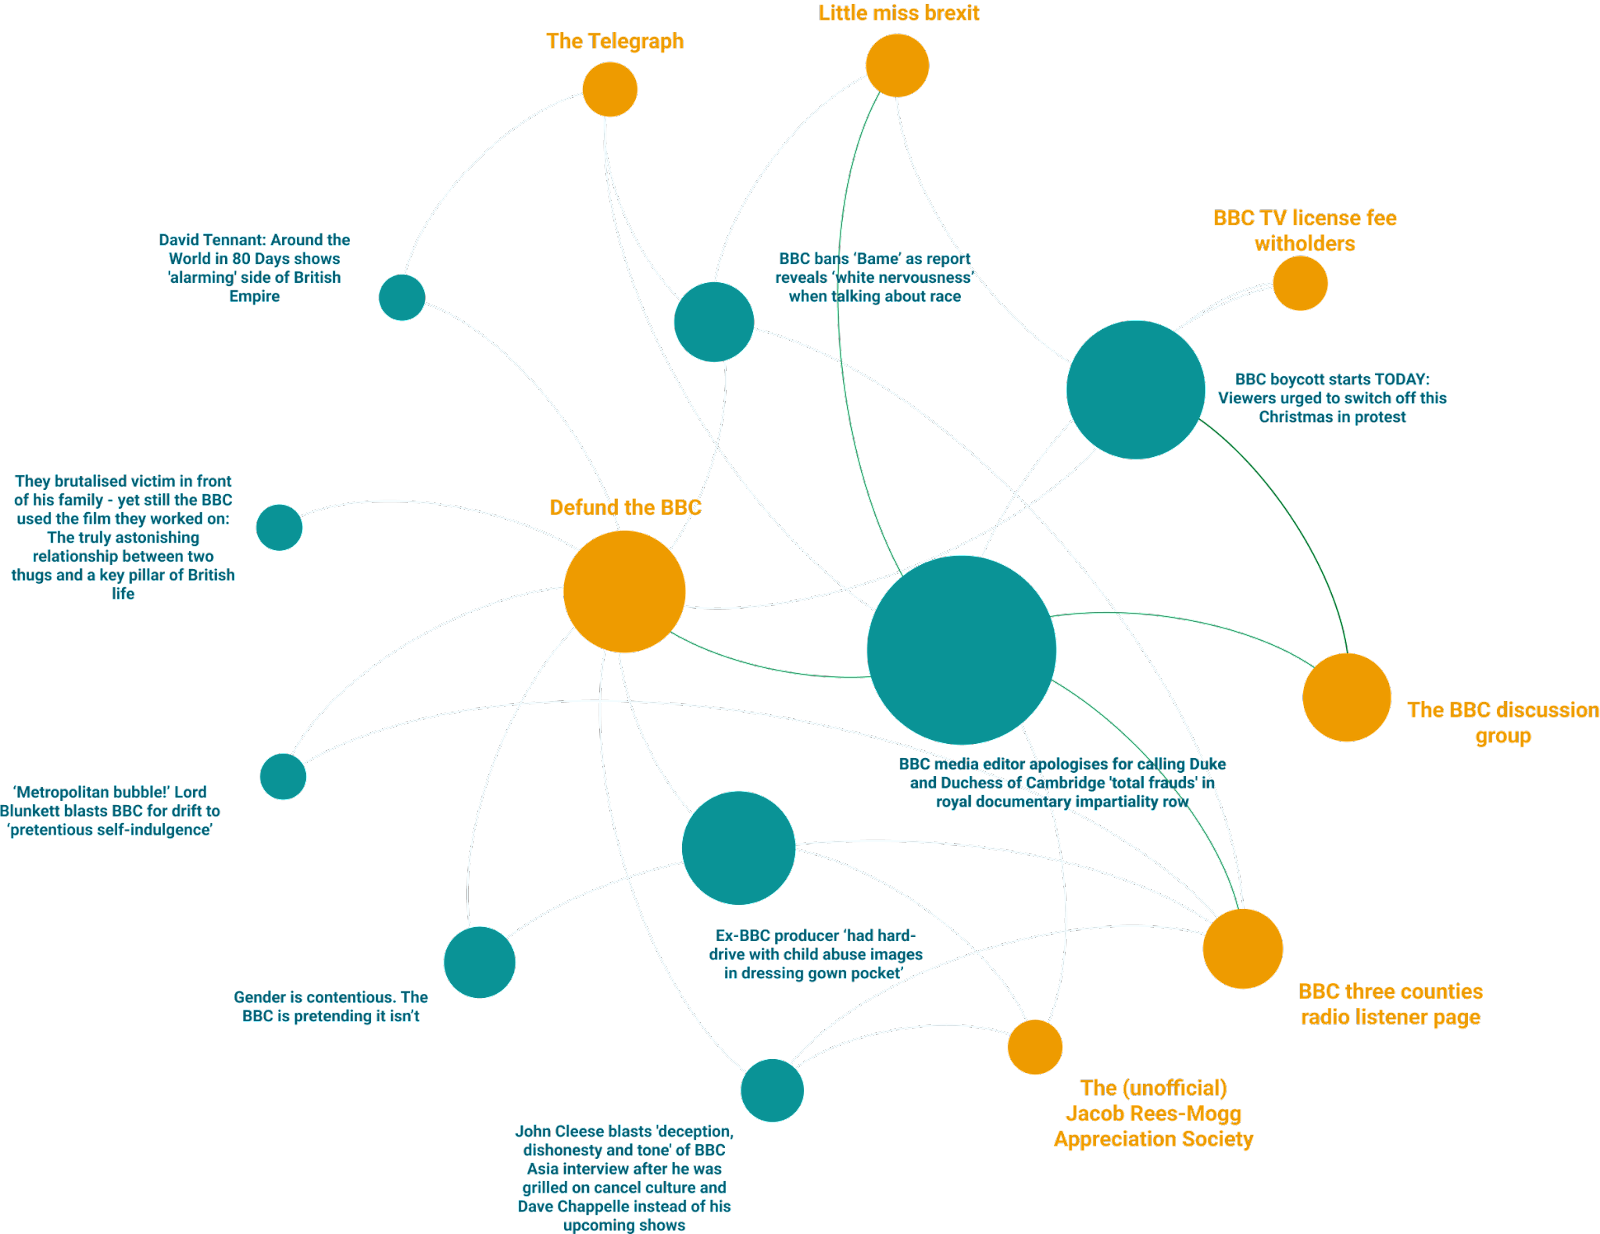 Little miss brexit
The Telegraph
BBC TV license fee
witholders
David Tennant: Around the
World in 80 Days shows
'alarming' side of British
Empire
BBC bans ‘Bame’ as report
reveals ‘white nervousness’
when talking about race
BBC boycott starts TODAY:
Viewers urged to switch off this
Christmas in protest
They brutalised victim in front
of his family - yet still the BBC
used the film they worked on:
The truly astonishing
relationship between two
thugs and a key pillar of British
life
Defund the BBC
The BBC discussion
group
BBC media editor apologises for calling Duke
and Duchess of Cambridge 'total frauds' in
royal documentary impartiality row
‘Metropolitan bubble!’ Lord
Blunkett blasts BBC for drift to
‘pretentious self-indulgence’
Ex-BBC producer ‘had hard-
drive with child abuse images
in dressing gown pocket’
Gender is contentious. The
BBC is pretending it isn’t
BBC three counties
radio listener page
The (unofficial)
Jacob Rees-Mogg
Appreciation Society
John Cleese blasts 'deception,
dishonesty and tone' of BBC
Asia interview after he was
grilled on cancel culture and
Dave Chappelle instead of his
upcoming shows